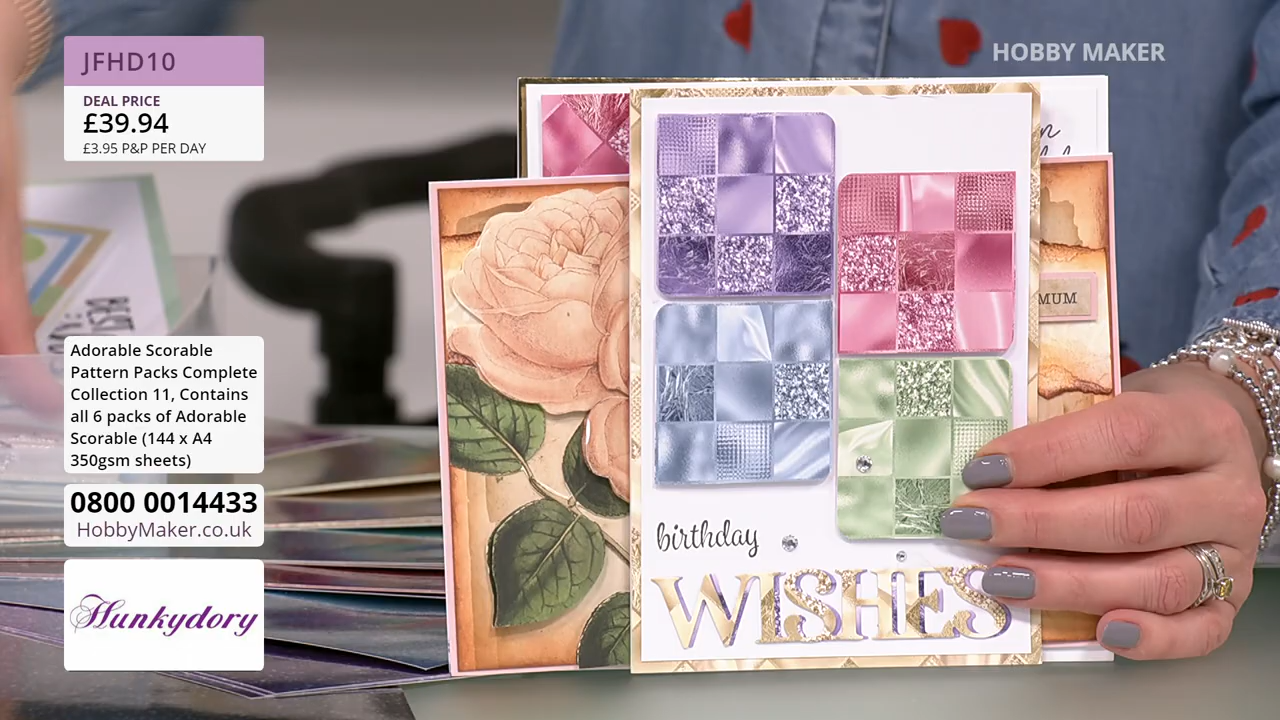 JFHD10
DEAL PRICE
£39.94
£3.95 P&P PER DAY
HOBBY MAKER
MUM
BEST
Adorable Scorable
Pattern Packs Complete
Collection 11, Contains
all 6 packs of Adorable
Scorable (144 x A4
350gsm sheets)
0800 0014433
HobbyMaker.co.uk
Hunkydory
birthday
WISHES